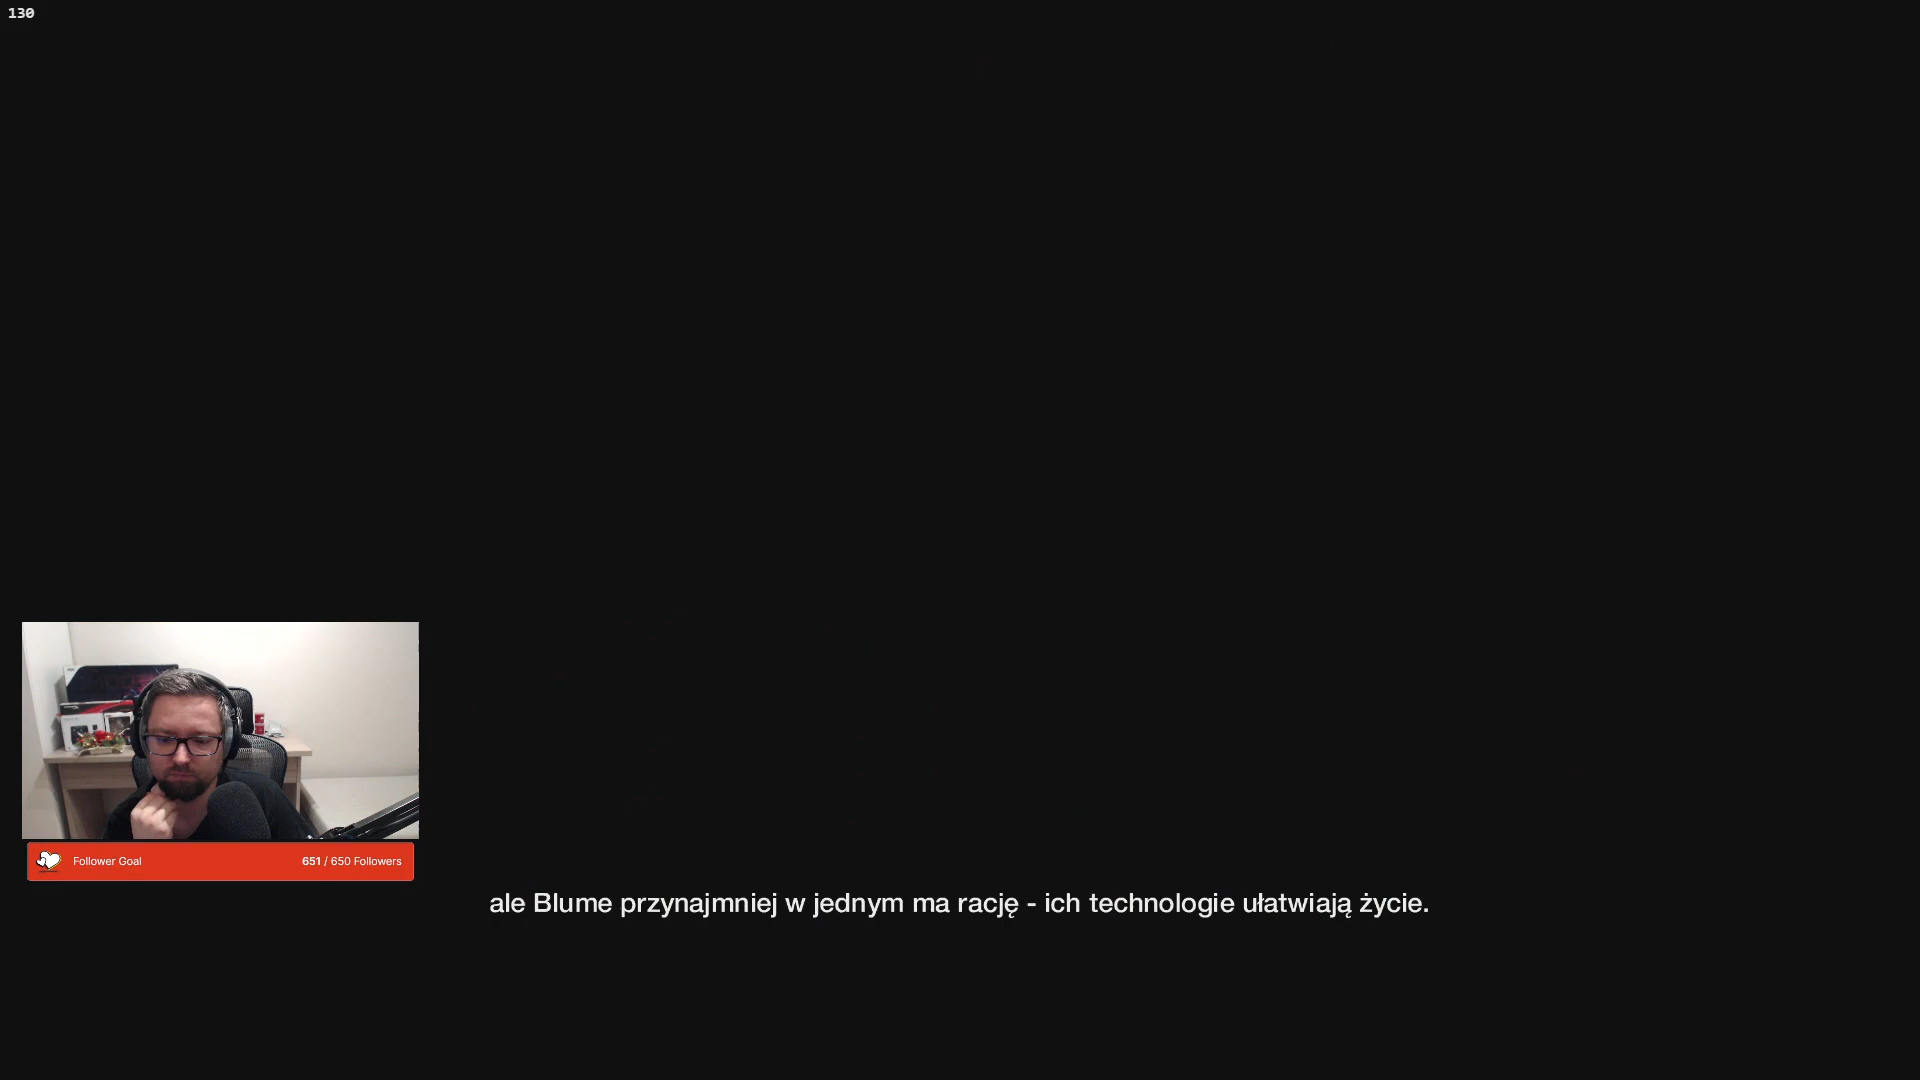 130
Follower Goal
651 / 650 Followers
ale Blume przynajmniej w jednym ma rację - ich technologie ułatwiają życie.